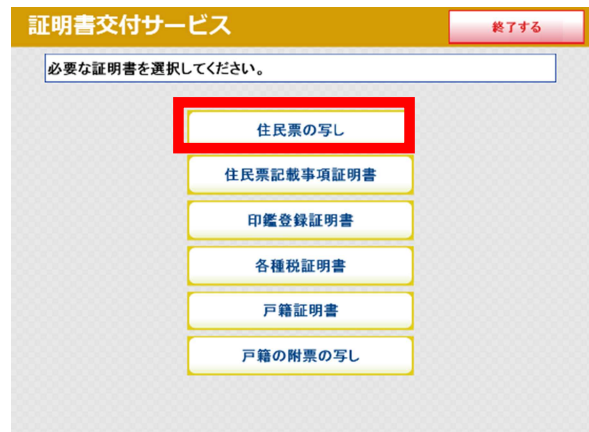 証明書交付サービス
終了する
必要な証明書を選択してください。
住民票の写し
住民票記載事項証明書
印鑑登録証明書
各種税証明書
戸籍証明書
戸籍の附票の写し